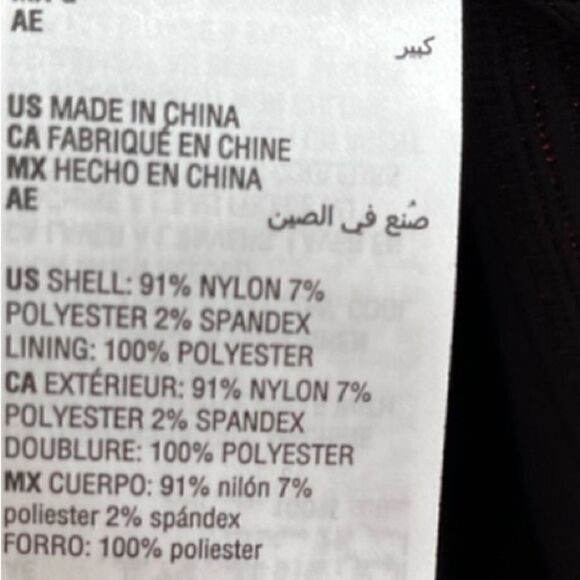 AE
كبير
US MADE IN CHINA
CA FABRIQUÉ EN CHINE
MX HECHO EN CHINA
AE
صُنع في الصين
US SHELL: 91% NYLON 7%
POLYESTER 2% SPANDEX
LINING: 100% POLYESTER
CA EXTÉRIEUR: 91% NYLON 7%
POLYESTER 2% SPANDEX
DOUBLURE: 100% POLYESTER
MX CUERPO: 91% nilón 7%
poliester 2% spándex
FORRO: 100% poliester